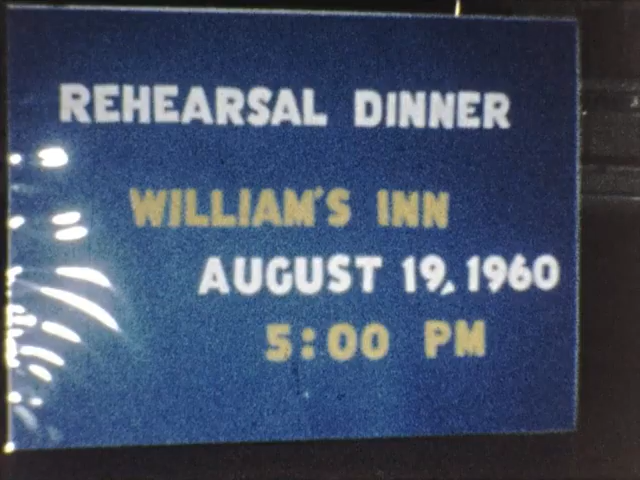 REHEARSAL DINNER
WILLIAM'S INN
AUGUST 19, 1960
5:00 PM